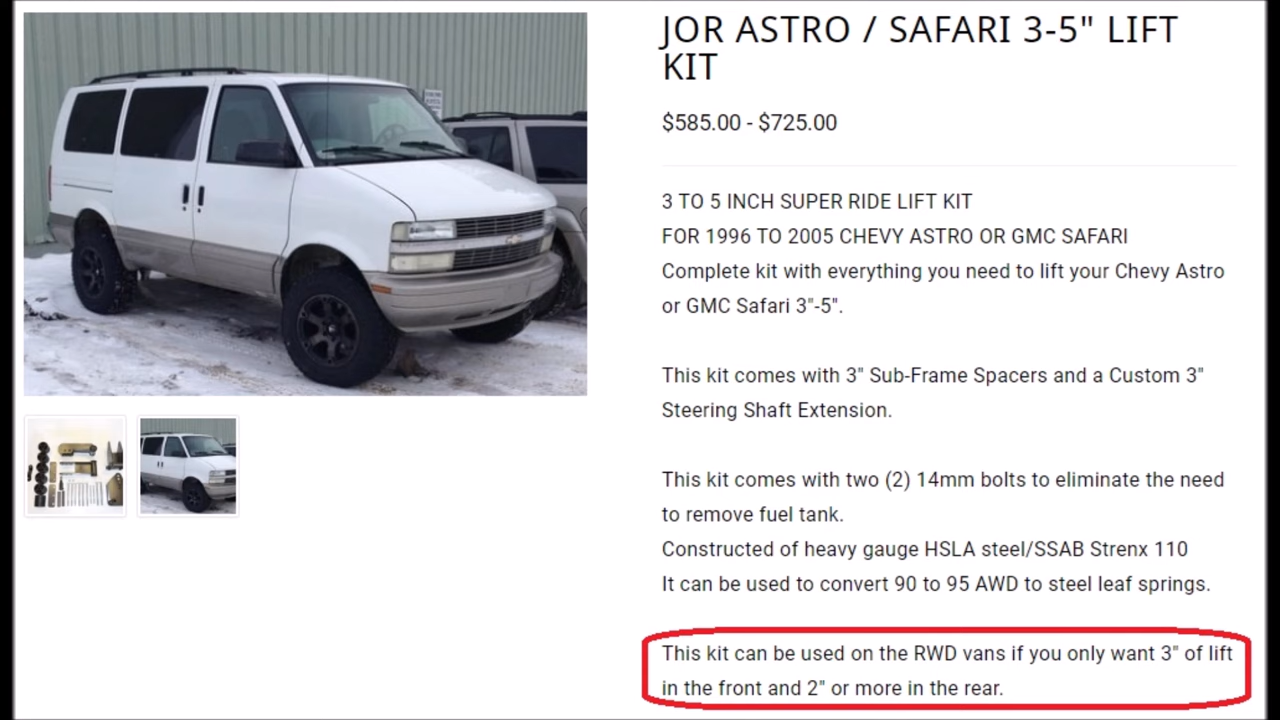 JOR ASTRO / SAFARI 3-5" LIFT
KIT
$585.00 - $725.00
3 TO 5 INCH SUPER RIDE LIFT KIT
FOR 1996 TO 2005 CHEVY ASTRO OR GMC SAFARI
Complete kit with everything you need to lift your Chevy Astro
or GMC Safari 3"-5".
This kit comes with 3" Sub-Frame Spacers and a Custom 3"
Steering Shaft Extension.
This kit comes with two (2) 14mm bolts to eliminate the need
to remove fuel tank.
Constructed of heavy gauge HSLA steel/SSAB Strenx 110
It can be used to convert 90 to 95 AWD to steel leaf springs.
This kit can be used on the RWD vans if you only want 3" of lift
in the front and 2" or more in the rear.